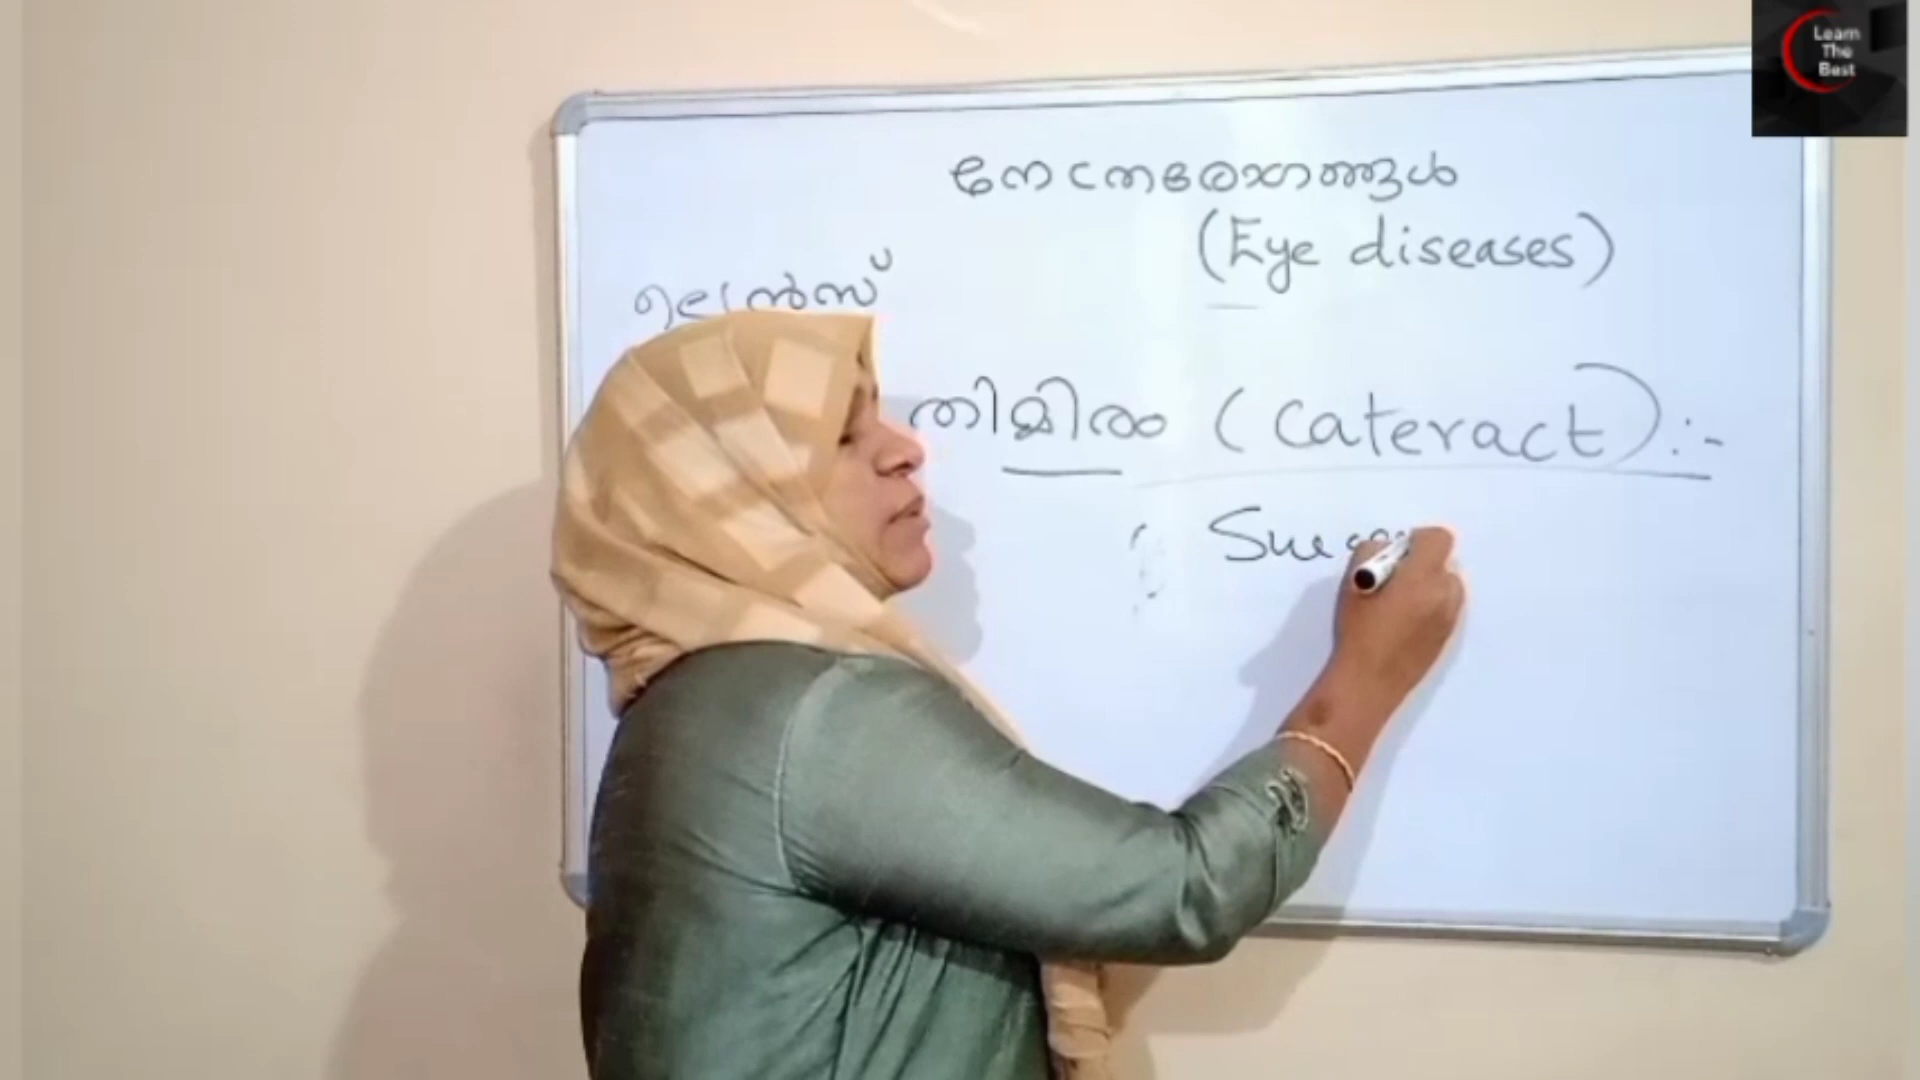 നേത്രരോഗങ്ങൾ
(Eye diseases)
ലെൻസ്
തിമിരം (Cateract) :-
Learn
The
Best